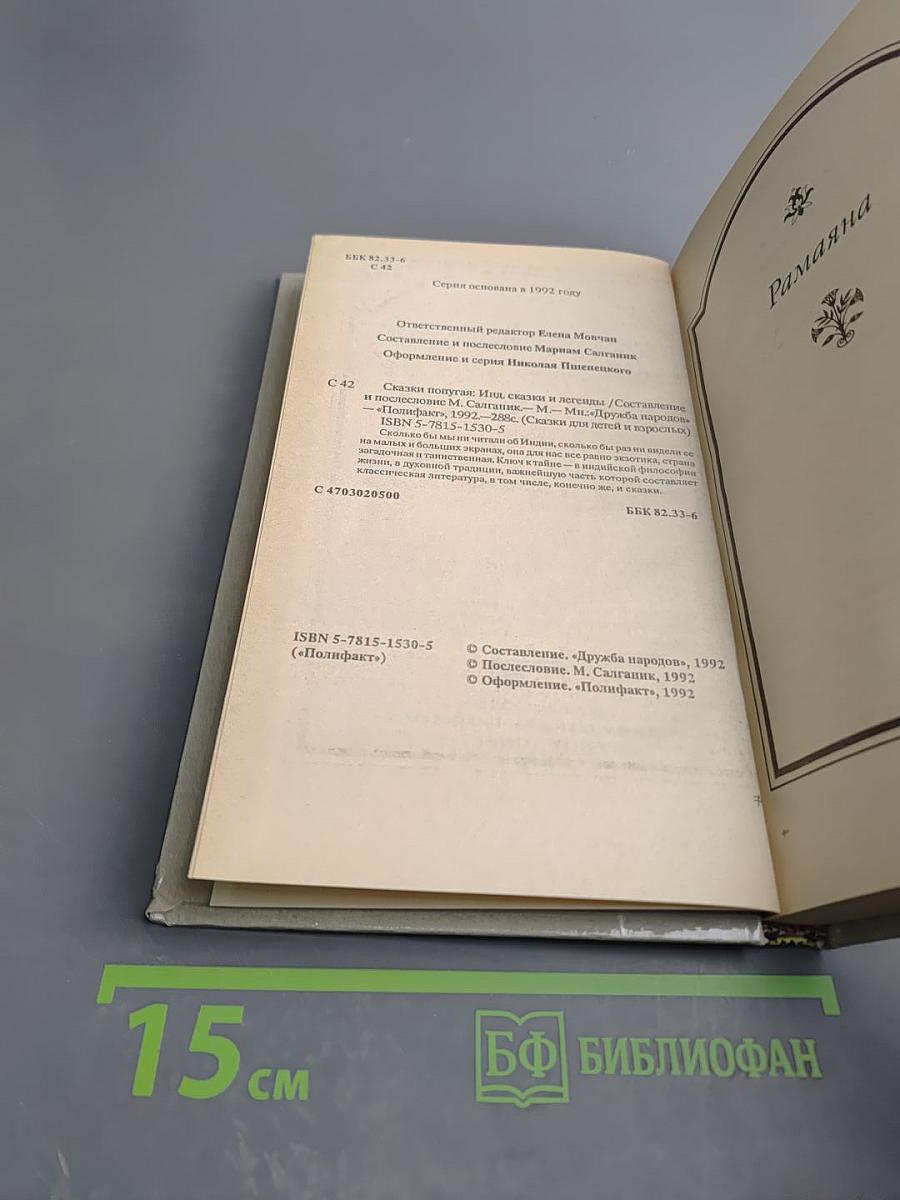 ББК 82.33-6
С 42
Серия основана в 1992 году
Ответственный редактор Елена Мовчан
Составление и послесловие Мариам Салганик
Оформление и серия Николая Пшенецкого
С 42 Сказки попугая: Инд. сказки и легенды /Составление
и послесловие М. Салганик.— М.— Мн.:«Дружба народов»
— «Полифакт», 1992.—288с. (Сказки для детей и взрослых)
ISBN 5-7815-1530-5
Сколько бы мы ни читали об Индии, сколько бы раз ни видели ее
на малых и больших экранах, она для нас все равно экзотика, страна
загадочная и таинственная. Ключ к тайне — в индийской философии
жизни, в духовной традиции, важнейшую часть которой составляет
классическая литература, в том числе, конечно же, и сказки.
С 4703020500
ББК 82.33-6
ISBN 5-7815-1530-5
(«Полифакт»)
© Составление. «Дружба народов», 1992
© Послесловие. М. Салганик, 1992
© Оформление. «Полифакт», 1992
Рамаяна
15 см
БФ БИБЛИОФАН